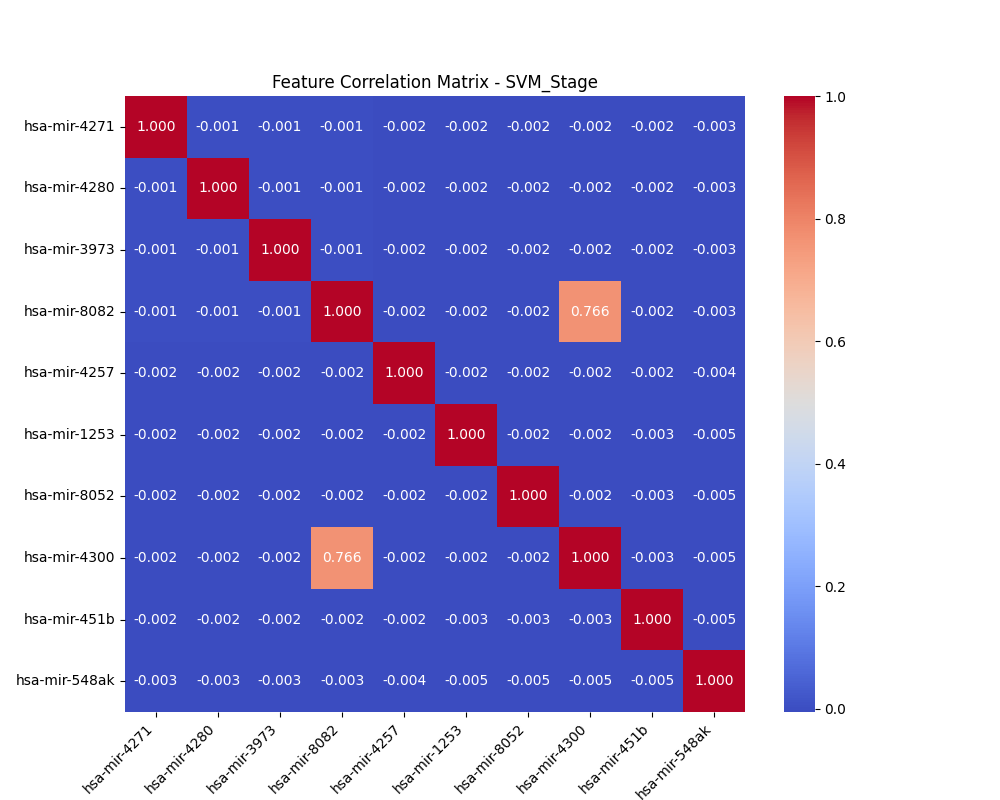 Feature Correlation Matrix - SVM_Stage
hsa-mir-4271 1.000 -0.001 -0.001 -0.001 -0.002 -0.002 -0.002 -0.002 -0.002 -0.003
hsa-mir-4280 -0.001 1.000 -0.001 -0.001 -0.002 -0.002 -0.002 -0.002 -0.002 -0.003
hsa-mir-3973 -0.001 -0.001 1.000 -0.001 -0.002 -0.002 -0.002 -0.002 -0.002 -0.003
hsa-mir-8082 -0.001 -0.001 -0.001 1.000 -0.002 -0.002 -0.002 0.766 -0.002 -0.003
hsa-mir-4257 -0.002 -0.002 -0.002 -0.002 1.000 -0.002 -0.002 -0.002 -0.002 -0.004
hsa-mir-1253 -0.002 -0.002 -0.002 -0.002 -0.002 1.000 -0.002 -0.002 -0.003 -0.005
hsa-mir-8052 -0.002 -0.002 -0.002 -0.002 -0.002 -0.002 1.000 -0.002 -0.003 -0.005
hsa-mir-4300 -0.002 -0.002 -0.002 0.766 -0.002 -0.002 -0.002 1.000 -0.003 -0.005
hsa-mir-451b -0.002 -0.002 -0.002 -0.002 -0.002 -0.003 -0.003 -0.003 1.000 -0.005
hsa-mir-548ak -0.003 -0.003 -0.003 -0.003 -0.004 -0.005 -0.005 -0.005 -0.005 1.000
hsa-mir-4271 hsa-mir-4280 hsa-mir-3973 hsa-mir-8082 hsa-mir-4257 hsa-mir-1253 hsa-mir-8052 hsa-mir-4300 hsa-mir-451b hsa-mir-548ak
1.0
0.8
0.6
0.4
0.2
0.0